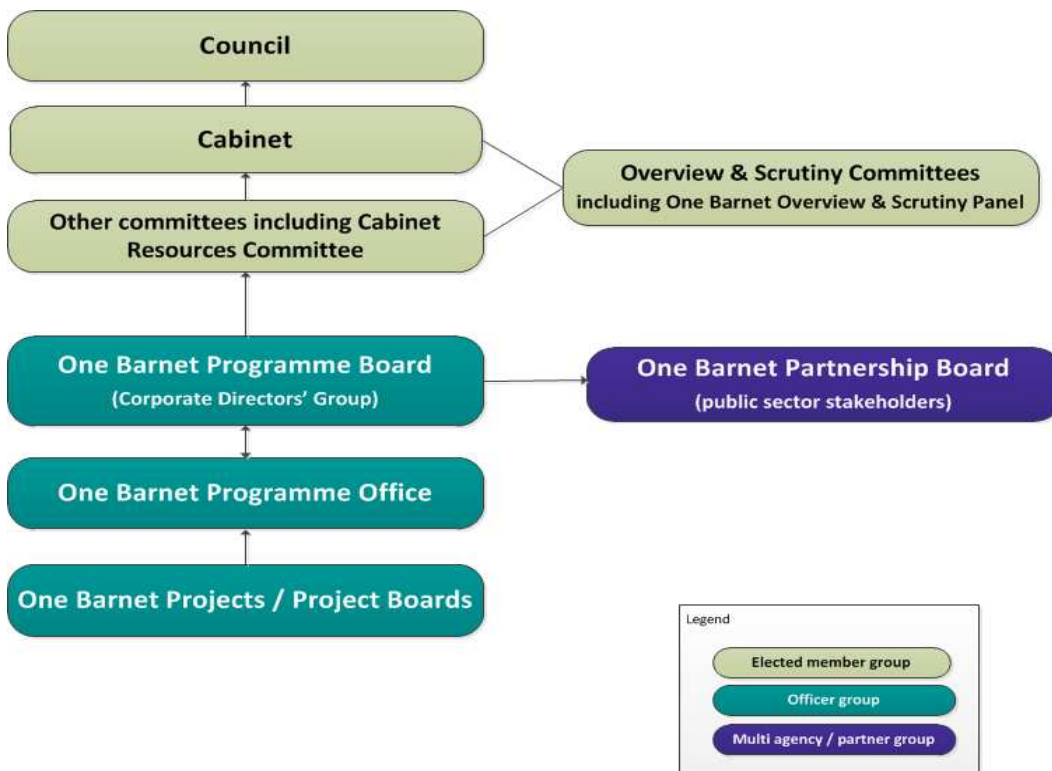 Council
Cabinet
Overview & Scrutiny Committees
including One Barnet Overview & Scrutiny Panel
Other committees including Cabinet
Resources Committee
One Barnet Programme Board
(Corporate Directors' Group)
One Barnet Partnership Board
(public sector stakeholders)
One Barnet Programme Office
One Barnet Projects / Project Boards
Legend
Elected member group
Officer group
Multi agency / partner group